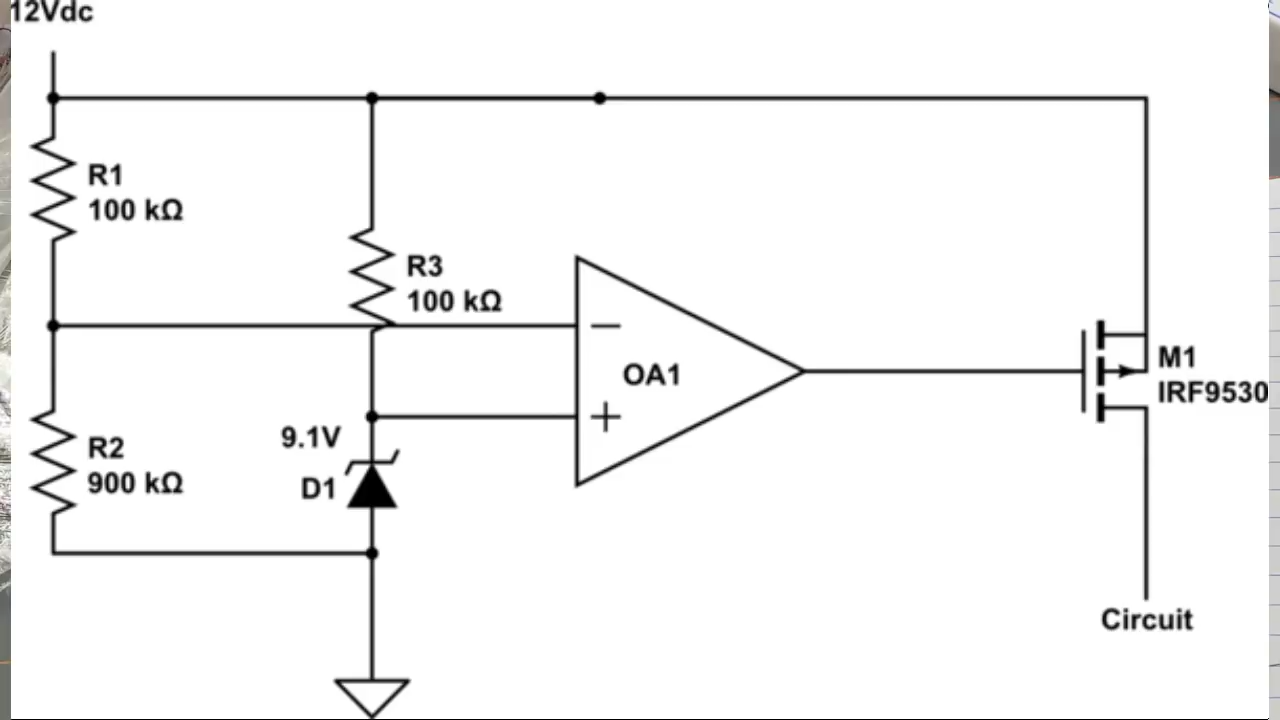 12Vdc
R1
100 kΩ
R3
100 kΩ
OA1
M1
IRF9530
9.1V
R2
900 kΩ
D1
Circuit